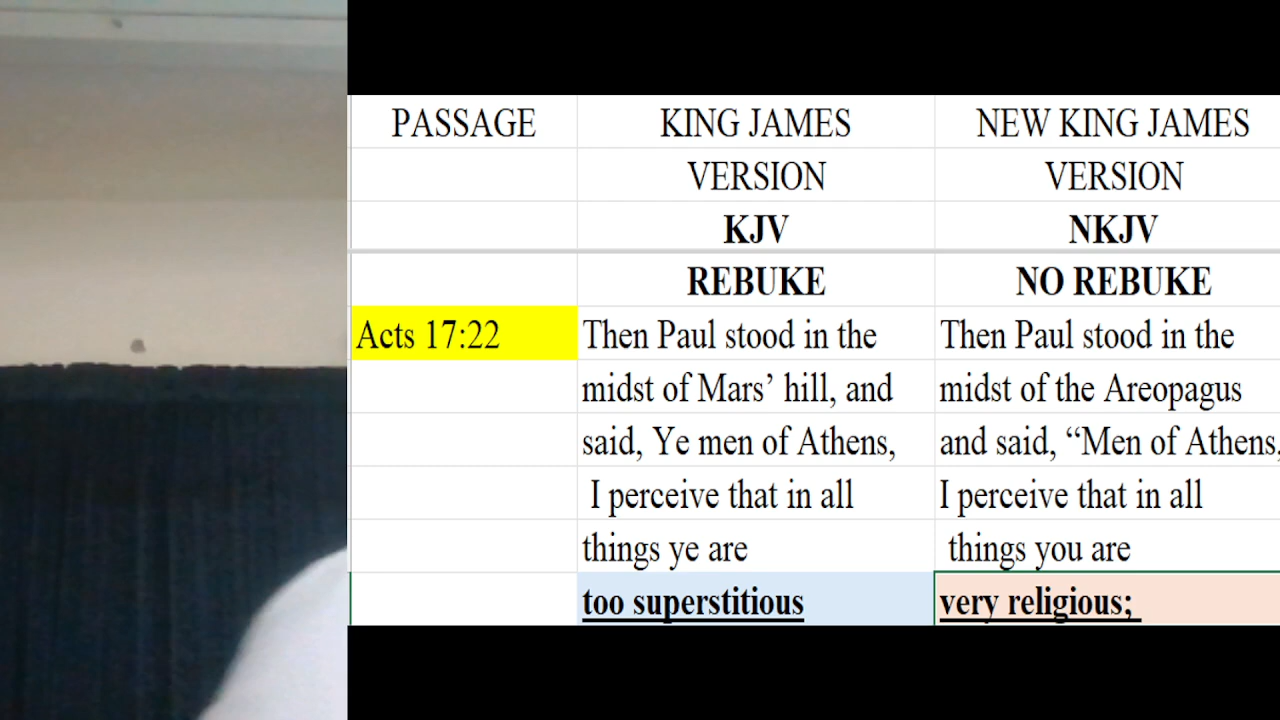 PASSAGE KING JAMES NEW KING JAMES
VERSION VERSION
KJV NKJV
REBUKE NO REBUKE
Acts 17:22 Then Paul stood in the Then Paul stood in the
midst of Mars’ hill, and midst of the Areopagus
said, Ye men of Athens, and said, “Men of Athens,
I perceive that in all I perceive that in all
things ye are things you are
too superstitious very religious;